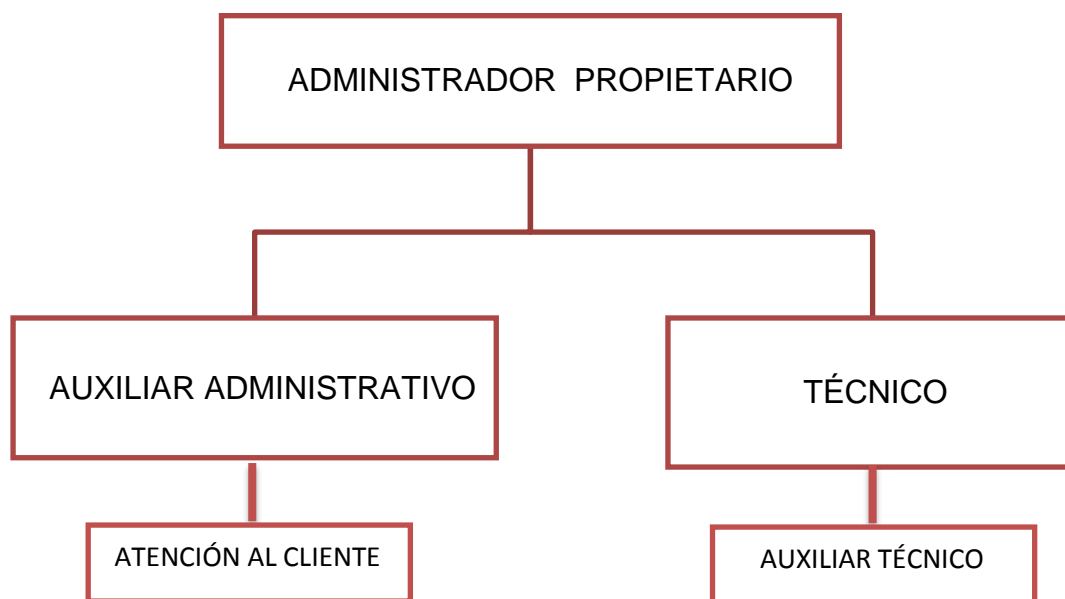 ADMINISTRADOR PROPIETARIO
AUXILIAR ADMINISTRATIVO
TÉCNICO
ATENCIÓN AL CLIENTE
AUXILIAR TÉCNICO